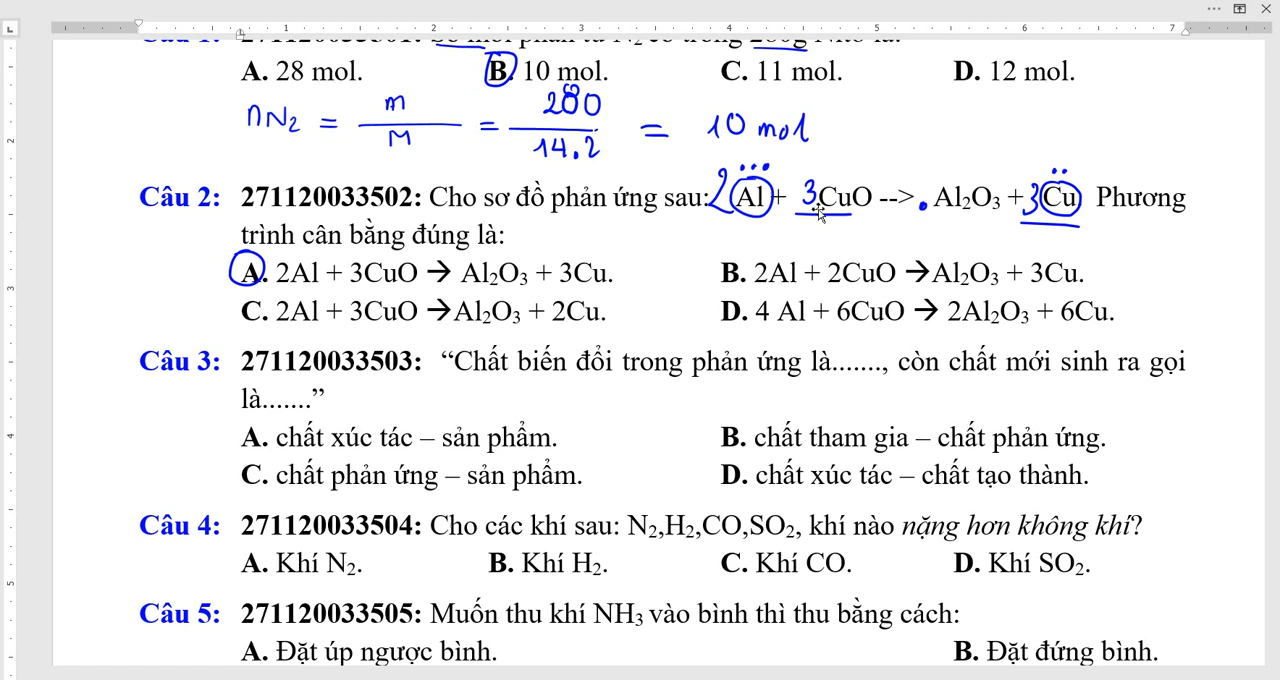 A. 28 mol. B. 10 mol. C. 11 mol. D. 12 mol.
nN₂ = m/M = 280/14.2 = 10 mol
Câu 2: 271120033502: Cho sơ đồ phản ứng sau: 2Al + 3CuO --> Al₂O₃ + 3Cu Phương
trình cân bằng đúng là:
A. 2Al + 3CuO → Al₂O₃ + 3Cu. B. 2Al + 2CuO →Al₂O₃ + 3Cu.
C. 2Al + 3CuO →Al₂O₃ + 2Cu. D. 4 Al + 6CuO → 2Al₂O₃ + 6Cu.
Câu 3: 271120033503: “Chất biến đổi trong phản ứng là......., còn chất mới sinh ra gọi
là.......”
A. chất xúc tác – sản phẩm. B. chất tham gia – chất phản ứng.
C. chất phản ứng – sản phẩm. D. chất xúc tác – chất tạo thành.
Câu 4: 271120033504: Cho các khí sau: N₂,H₂,CO,SO₂, khí nào nặng hơn không khí?
A. Khí N₂. B. Khí H₂. C. Khí CO. D. Khí SO₂.
Câu 5: 271120033505: Muốn thu khí NH₃ vào bình thì thu bằng cách:
A. Đặt úp ngược bình. B. Đặt đứng bình.